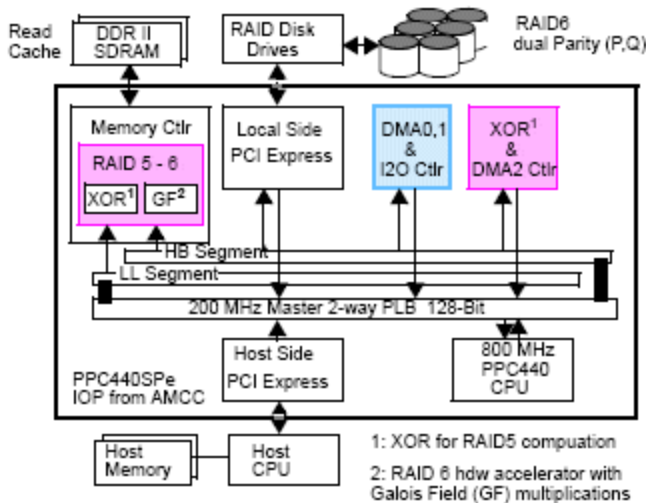 Read
Cache
DDR II
SDRAM
RAID Disk
Drives
RAID6
dual Parity (P,Q)
Memory Ctlr
RAID 5 - 6
XOR¹
GF²
Local Side
PCI Express
DMA0,1
&
I2O Ctlr
XOR¹
&
DMA2 Ctlr
HB Segment
LL Segment
200 MHz Master 2-way PLB 128-Bit
Host Side
PCI Express
800 MHz
PPC440
CPU
PPC440SPe
IOP from AMCC
Host
Memory
Host
CPU
1: XOR for RAID5 compuation
2: RAID 6 hdw accelerator with
Galois Field (GF) multiplications